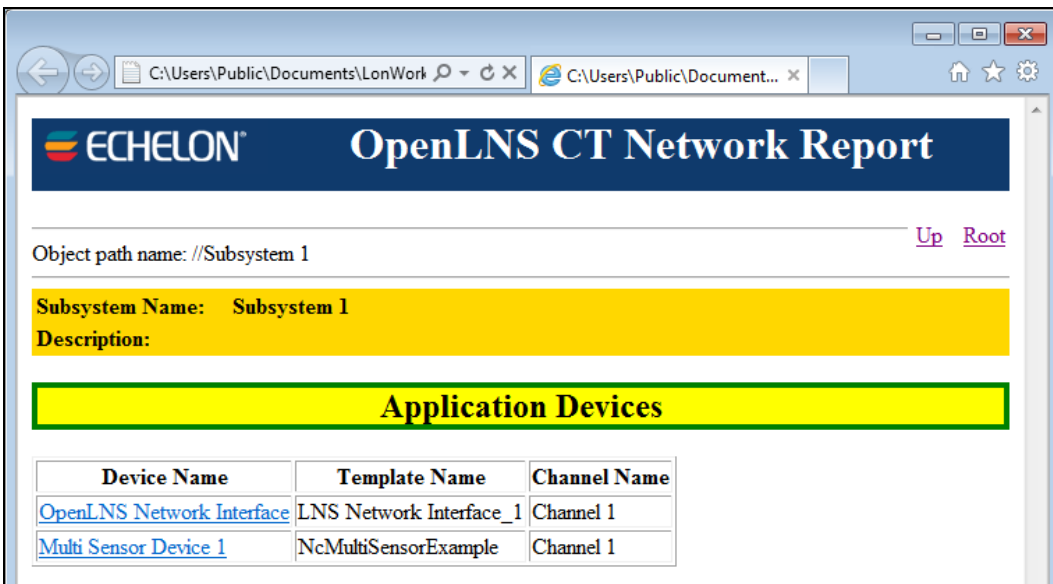 C:\Users\Public\Documents\LonWork
C:\Users\Public\Document...
ECHELON®
OpenLNS CT Network Report
Up Root
Object path name: //Subsystem 1
Subsystem Name: Subsystem 1
Description:
Application Devices
Device Name Template Name Channel Name
OpenLNS Network Interface LNS Network Interface_1 Channel 1
Multi Sensor Device 1 NcMultiSensorExample Channel 1